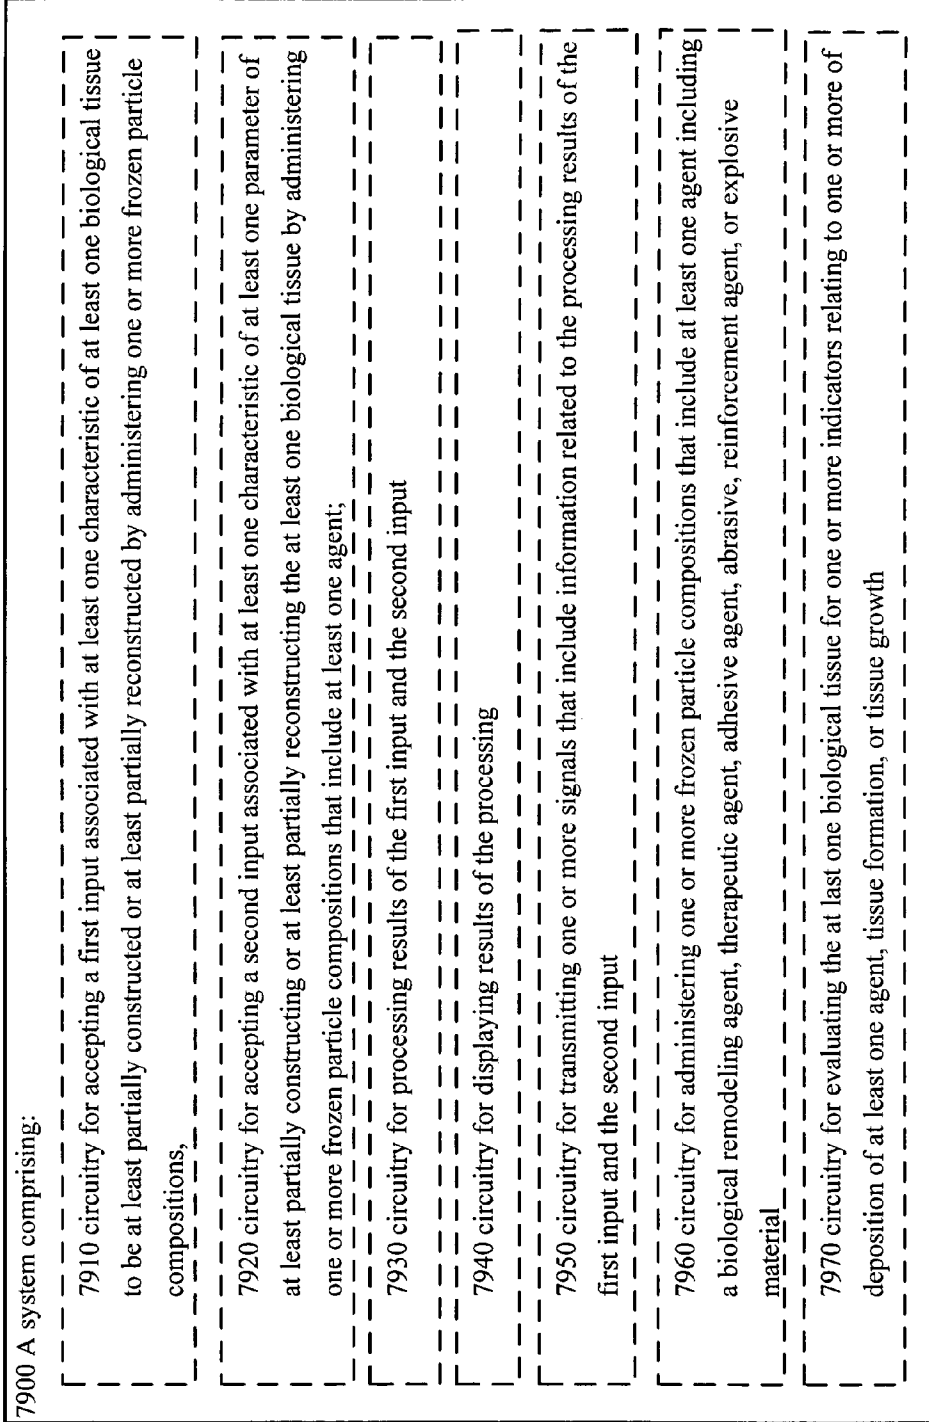 7900 A system comprising:
7910 circuitry for accepting a first input associated with at least one characteristic of at least one biological tissue
to be at least partially constructed or at least partially reconstructed by administering one or more frozen particle
compositions,
7920 circuitry for accepting a second input associated with at least one characteristic of at least one parameter of
at least partially constructing or at least partially reconstructing the at least one biological tissue by administering
one or more frozen particle compositions that include at least one agent;
7930 circuitry for processing results of the first input and the second input
7940 circuitry for displaying results of the processing
7950 circuitry for transmitting one or more signals that include information related to the processing results of the
first input and the second input
7960 circuitry for administering one or more frozen particle compositions that include at least one agent including
a biological remodeling agent, therapeutic agent, adhesive agent, abrasive, reinforcement agent, or explosive
material
7970 circuitry for evaluating the at last one biological tissue for one or more indicators relating to one or more of
deposition of at least one agent, tissue formation, or tissue growth